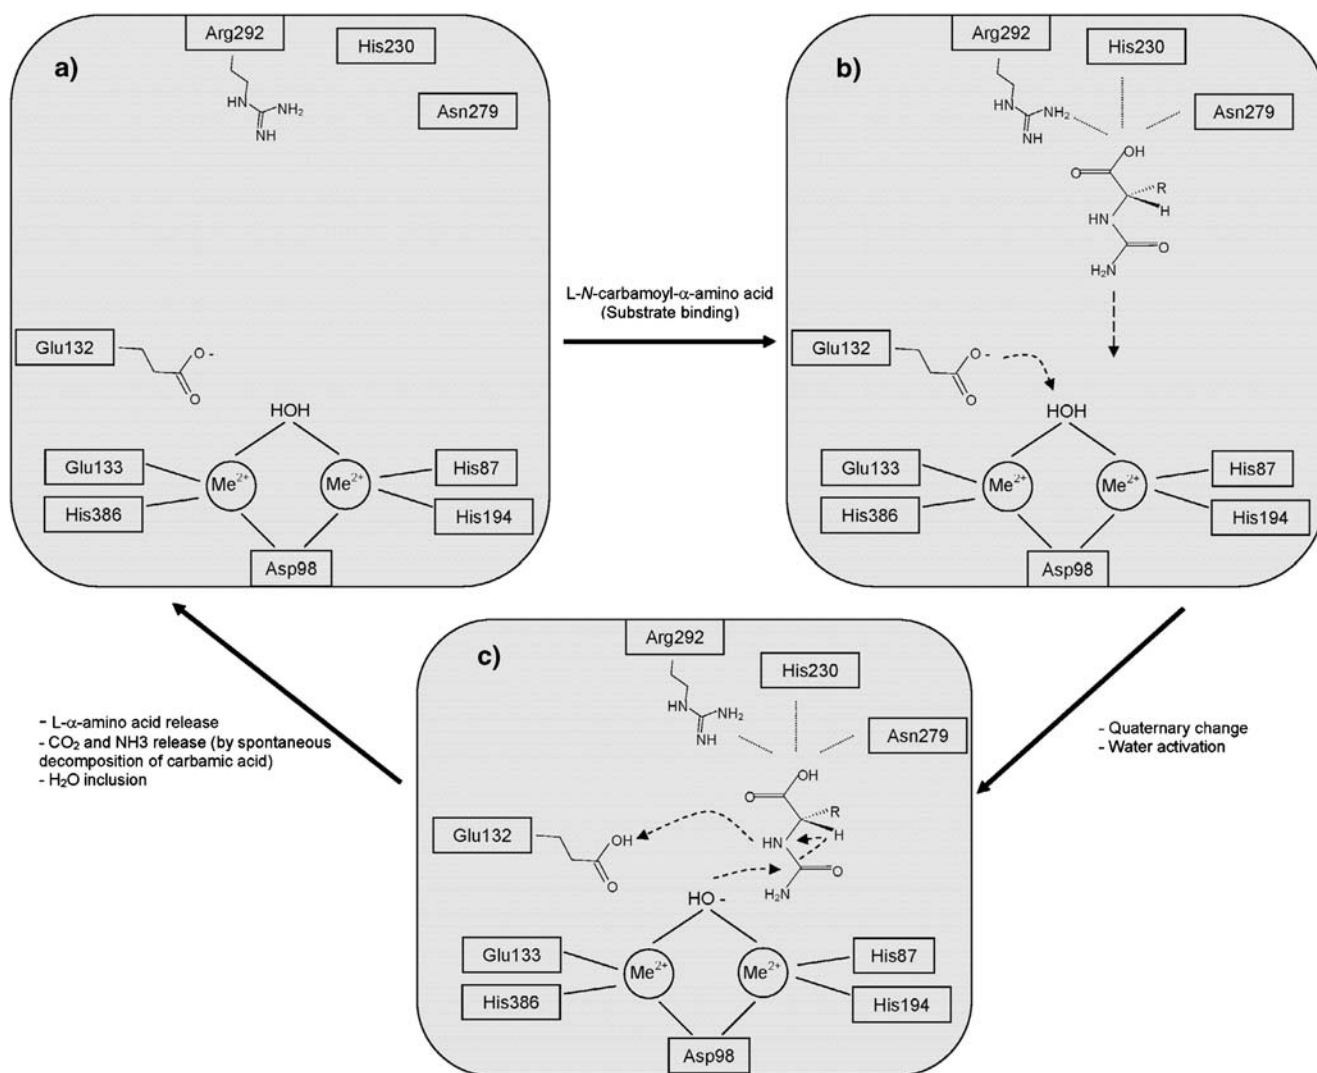 a)
Arg292
His230
Asn279
HN
NH2
NH
Glu132
O -
O
HOH
Glu133
Me2+
Me2+
His87
His386
His194
Asp98
L-N-carbamoyl-α-amino acid
(Substrate binding)
b)
Arg292
His230
Asn279
HN
NH2
NH
OH
O
R
HN
H
O
H2N
Glu132
O -
O
HOH
Glu133
Me2+
Me2+
His87
His386
His194
Asp98
- Quaternary change
- Water activation
c)
Arg292
His230
Asn279
HN
NH2
NH
OH
O
R
HN
H
O
H2N
Glu132
OH
O
HO -
Glu133
Me2+
Me2+
His87
His386
His194
Asp98
- L-α-amino acid release
- CO2 and NH3 release (by spontaneous
decomposition of carbamic acid)
- H2O inclusion